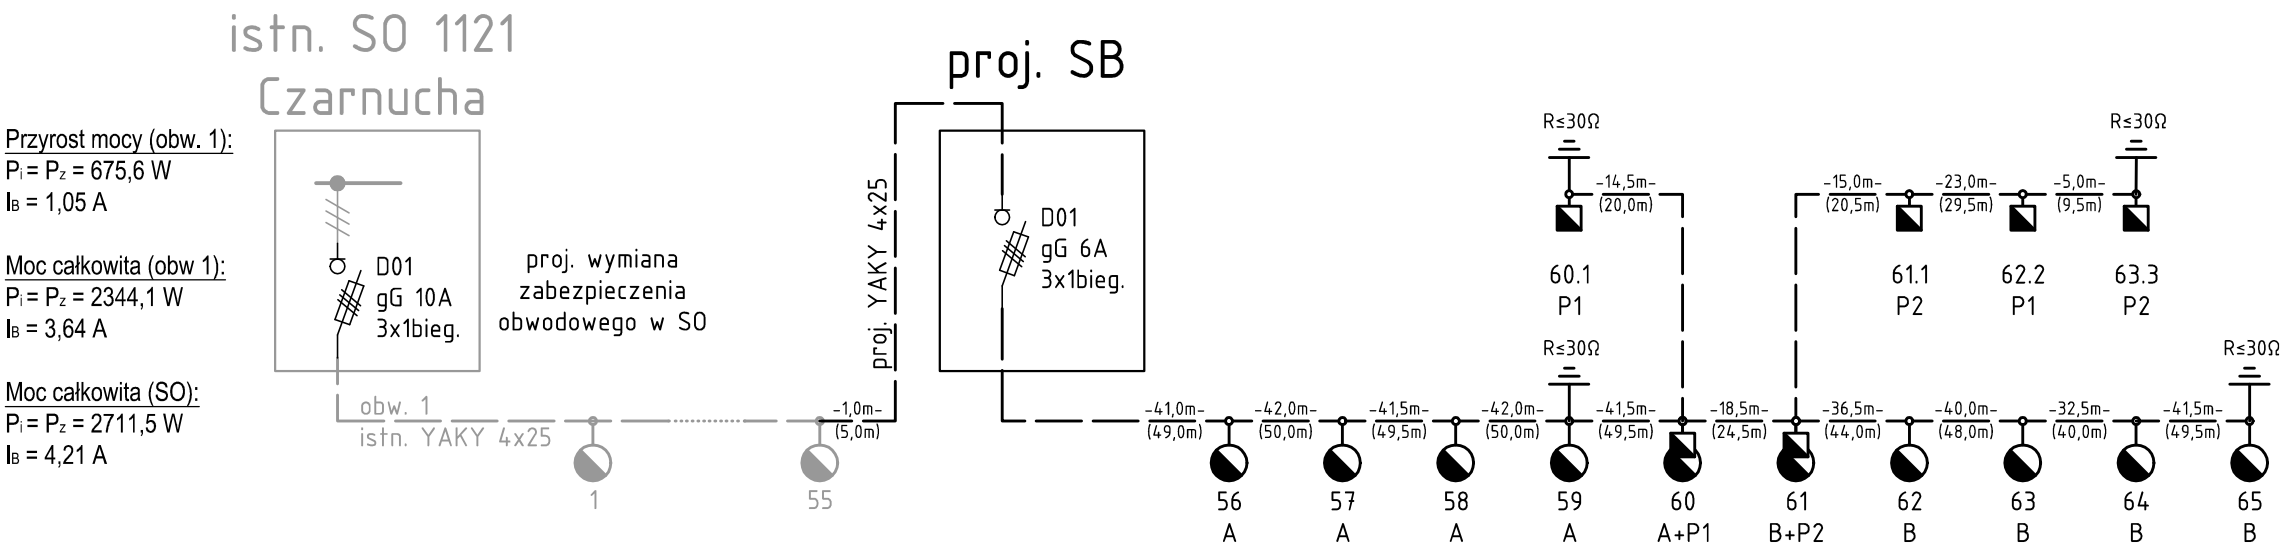 istn. SO 1121
Czarnucha
proj. SB
Przyrost mocy (obw. 1):
Pi = Pz = 675,6 W
IB = 1,05 A
Moc całkowita (obw 1):
Pi = Pz = 2344,1 W
IB = 3,64 A
Moc całkowita (SO):
Pi = Pz = 2711,5 W
IB = 4,21 A
D01
gG 10A
3x1bieg.
proj. wymiana
zabezpieczenia
obwodowego w SO
obw. 1
istn. YAKY 4x25
1
55
-1,0m-
(5,0m)
proj. YAKY 4x25
D01
gG 6A
3x1bieg.
R≤30Ω
-14,5m-
(20,0m)
60.1
P1
R≤30Ω
-15,0m-
(20,5m)
-23,0m-
(29,5m)
-5,0m-
(9,5m)
61.1
P2
62.2
P1
63.3
P2
R≤30Ω
R≤30Ω
-41,0m-
(49,0m)
-42,0m-
(50,0m)
-41,5m-
(49,5m)
-42,0m-
(50,0m)
-41,5m-
(49,5m)
-18,5m-
(24,5m)
-36,5m-
(44,0m)
-40,0m-
(48,0m)
-32,5m-
(40,0m)
-41,5m-
(49,5m)
56
A
57
A
58
A
59
A
60
A+P1
61
B+P2
62
B
63
B
64
B
65
B